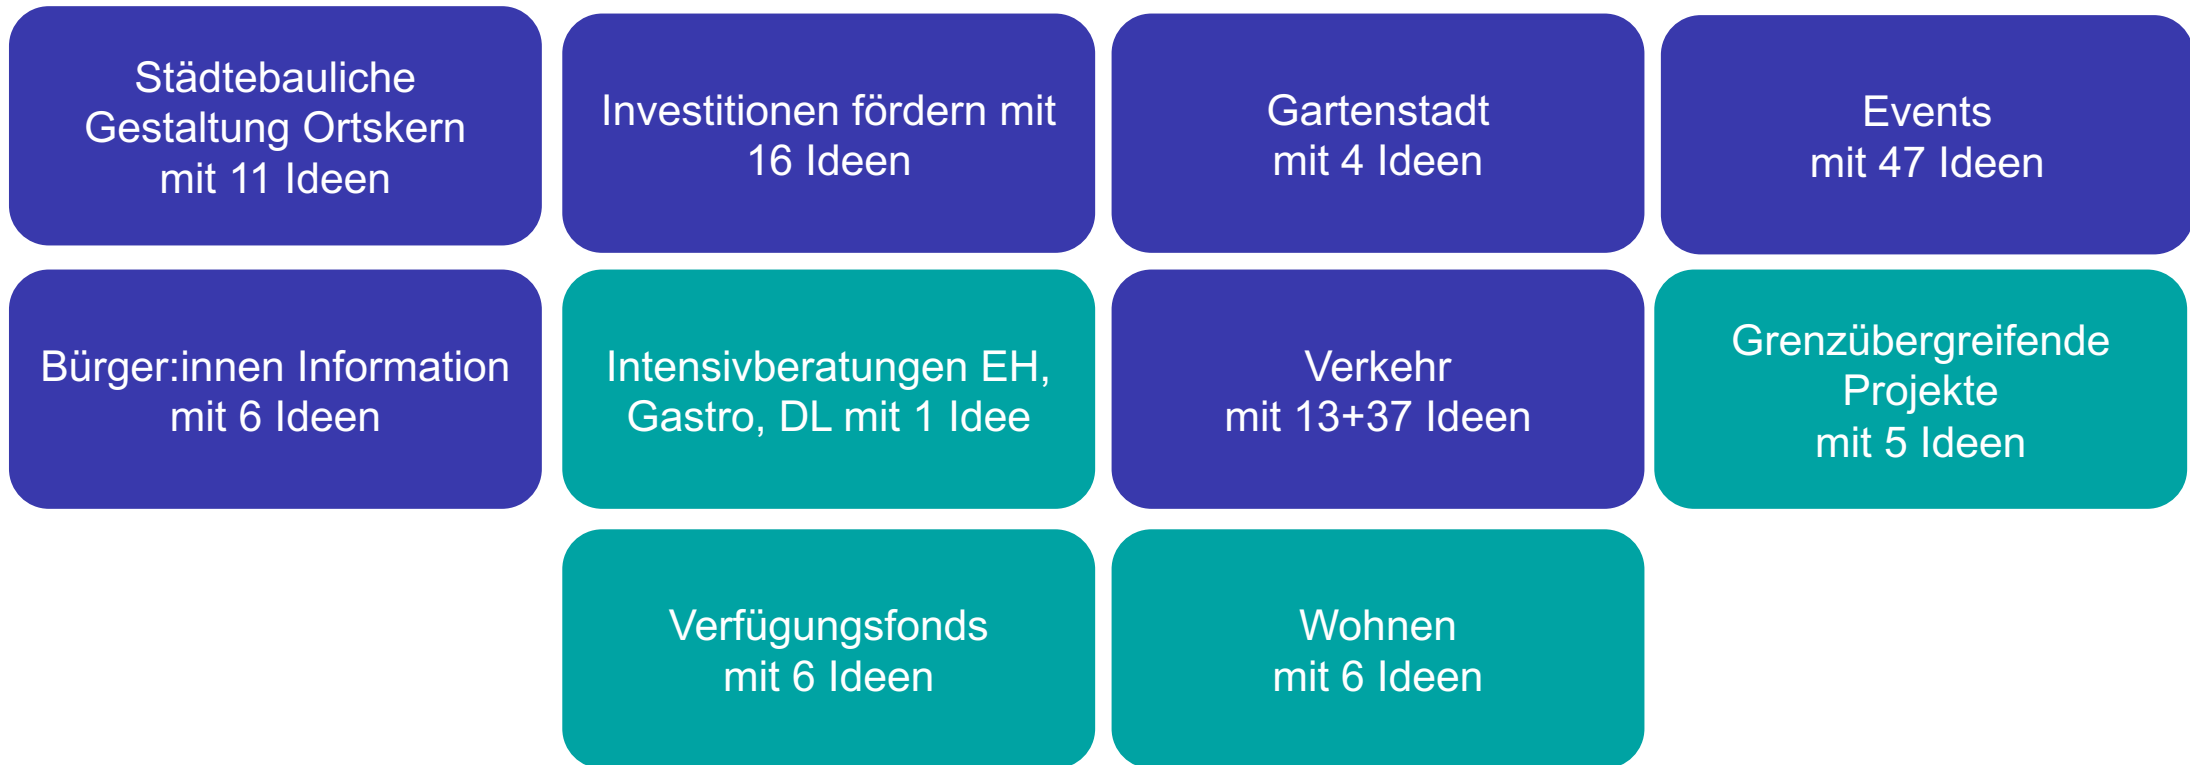 Städtebauliche
Gestaltung Ortskern
mit 11 Ideen
Investitionen fördern mit
16 Ideen
Gartenstadt
mit 4 Ideen
Events
mit 47 Ideen
Bürger:innen Information
mit 6 Ideen
Intensivberatungen EH,
Gastro, DL mit 1 Idee
Verkehr
mit 13+37 Ideen
Grenzübergreifende
Projekte
mit 5 Ideen
Verfügungsfonds
mit 6 Ideen
Wohnen
mit 6 Ideen